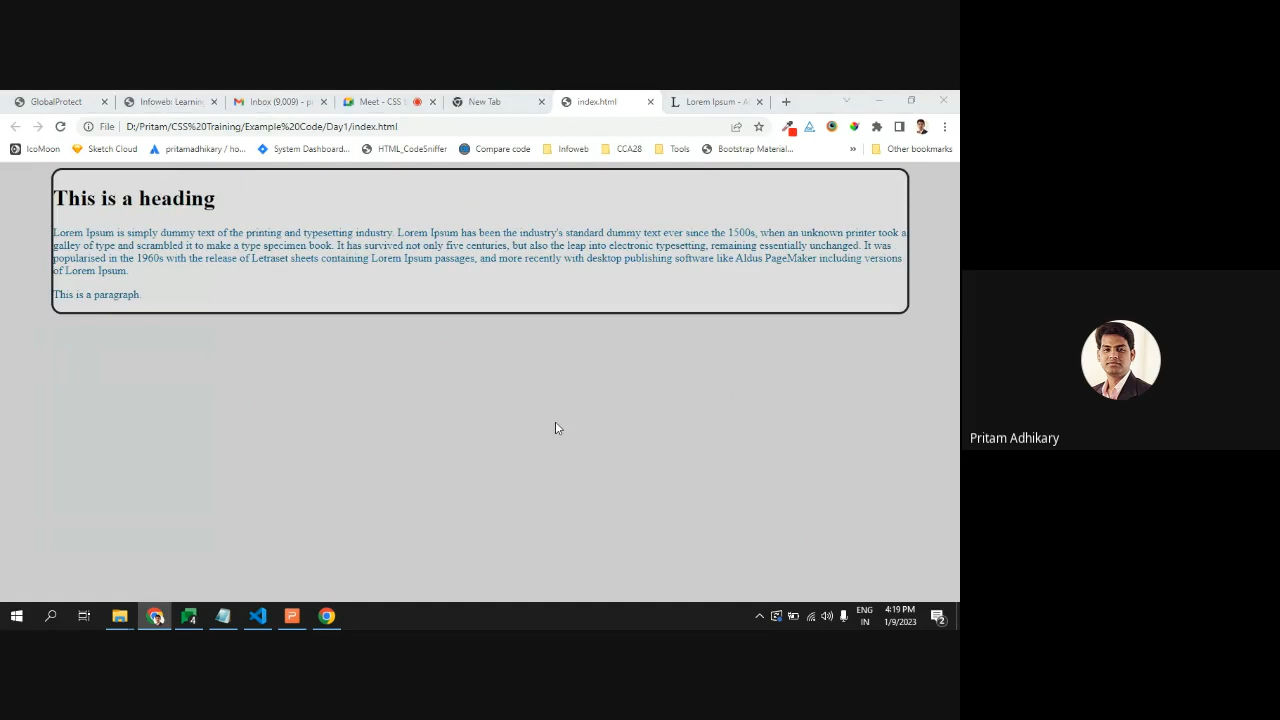 GlobalProtect
Infoweb: Learning
Inbox (9,009) - p
Meet - CSS
New Tab
index.html
Lorem Ipsum - A
File D:/Pritam/CSS%20Training/Example%20Code/Day1/index.html
IcoMoon Sketch Cloud pritamadhikary / ho... System Dashboard... HTML_CodeSniffer Compare code Infoweb CCA28 Tools Bootstrap Material... » Other bookmarks
This is a heading
Lorem Ipsum is simply dummy text of the printing and typesetting industry. Lorem Ipsum has been the industry's standard dummy text ever since the 1500s, when an unknown printer took a
galley of type and scrambled it to make a type specimen book. It has survived not only five centuries, but also the leap into electronic typesetting, remaining essentially unchanged. It was
popularised in the 1960s with the release of Letraset sheets containing Lorem Ipsum passages, and more recently with desktop publishing software like Aldus PageMaker including versions
of Lorem Ipsum.
This is a paragraph.
Pritam Adhikary
4
P
ENG
IN
4:19 PM
1/9/2023
2